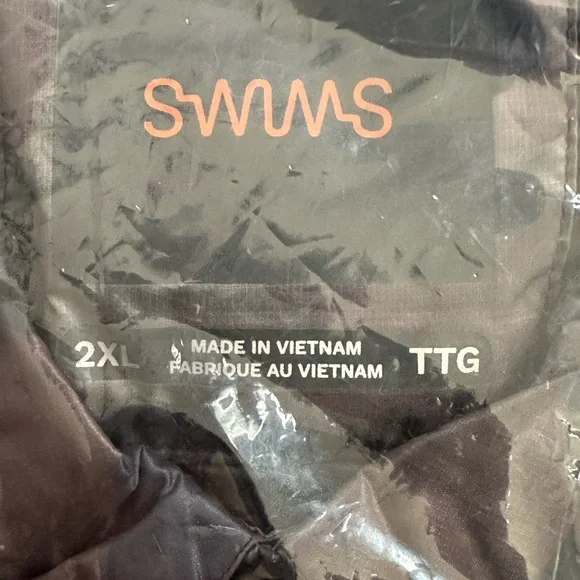 SWIMS
2XL
MADE IN VIETNAM
FABRIQUE AU VIETNAM
TTG